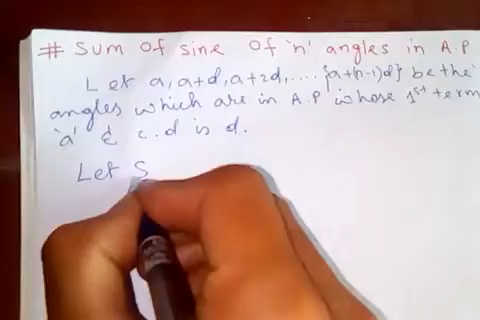 # Sum of sine of 'n' angles in A.P
Let a, a+d, a+2d, .... {a+(n-1)d} be the
angles which are in A.P whose 1st term
'a' & c.d is d.
Let S